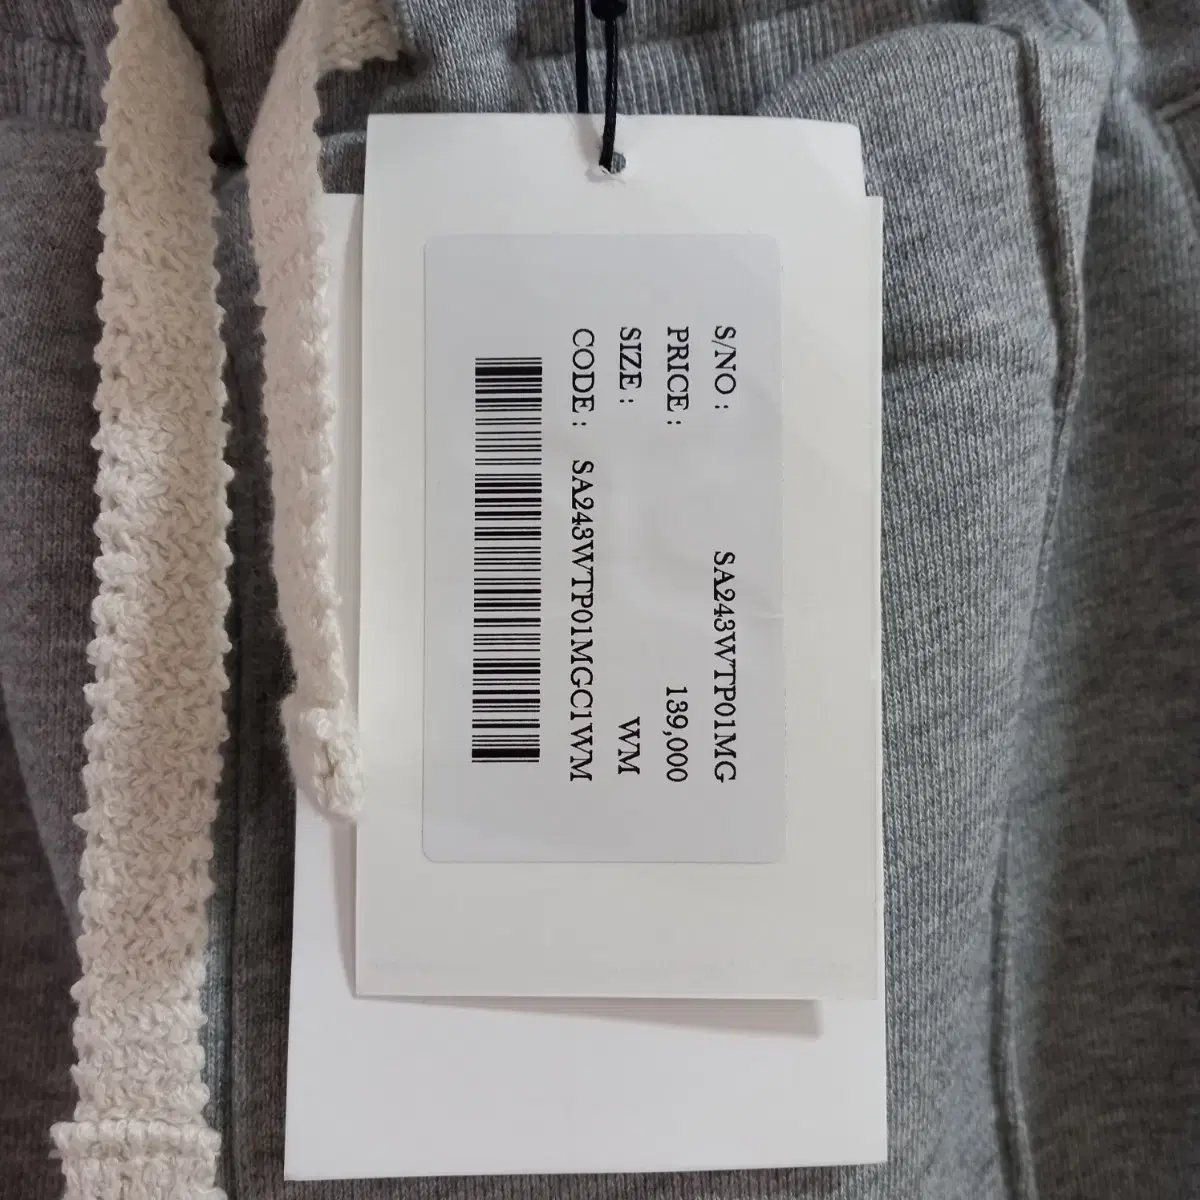 S/NO : SA243WTP01MG
PRICE : 139,000
SIZE : WM
CODE : SA243WTP01MGC1WM